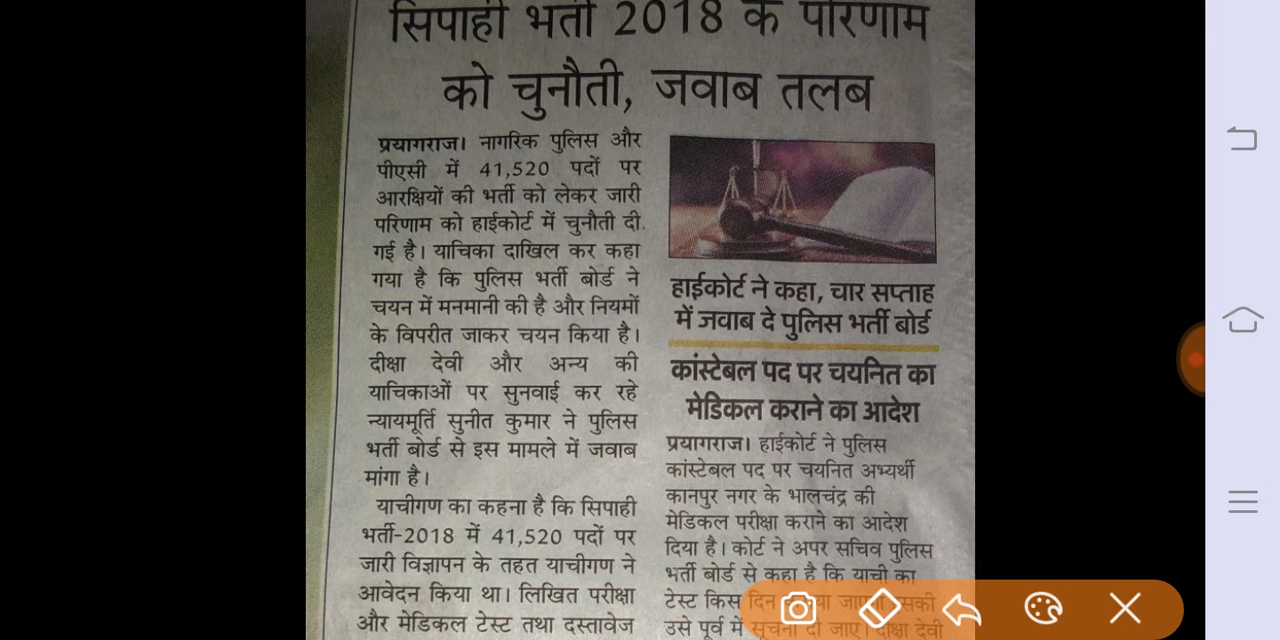 सिपाही भर्ती 2018 के परिणाम
को चुनौती, जवाब तलब
प्रयागराज। नागरिक पुलिस और
पीएसी में 41,520 पदों पर
आरक्षियों की भर्ती को लेकर जारी
परिणाम को हाईकोर्ट में चुनौती दी
गई है। याचिका दाखिल कर कहा
गया है कि पुलिस भर्ती बोर्ड ने
चयन में मनमानी की है और नियमों
के विपरीत जाकर चयन किया है।
दीक्षा देवी और अन्य की
याचिकाओं पर सुनवाई कर रहे
न्यायमूर्ति सुनीत कुमार ने पुलिस
भर्ती बोर्ड से इस मामले में जवाब
मांगा है।
याचीगण का कहना है कि सिपाही
भर्ती-2018 में 41,520 पदों पर
जारी विज्ञापन के तहत याचीगण ने
आवेदन किया था। लिखित परीक्षा
और मेडिकल टेस्ट तथा दस्तावेज
हाईकोर्ट ने कहा, चार सप्ताह
में जवाब दे पुलिस भर्ती बोर्ड
कांस्टेबल पद पर चयनित का
मेडिकल कराने का आदेश
प्रयागराज। हाईकोर्ट ने पुलिस
कांस्टेबल पद पर चयनित अभ्यर्थी
कानपुर नगर के भालचंद्र की
मेडिकल परीक्षा कराने का आदेश
दिया है। कोर्ट ने अपर सचिव पुलिस
भर्ती बोर्ड से कहा है कि याची का
टेस्ट किस दिन
उसे पूर्व में सूचना दी जाए। दीक्षा देवी